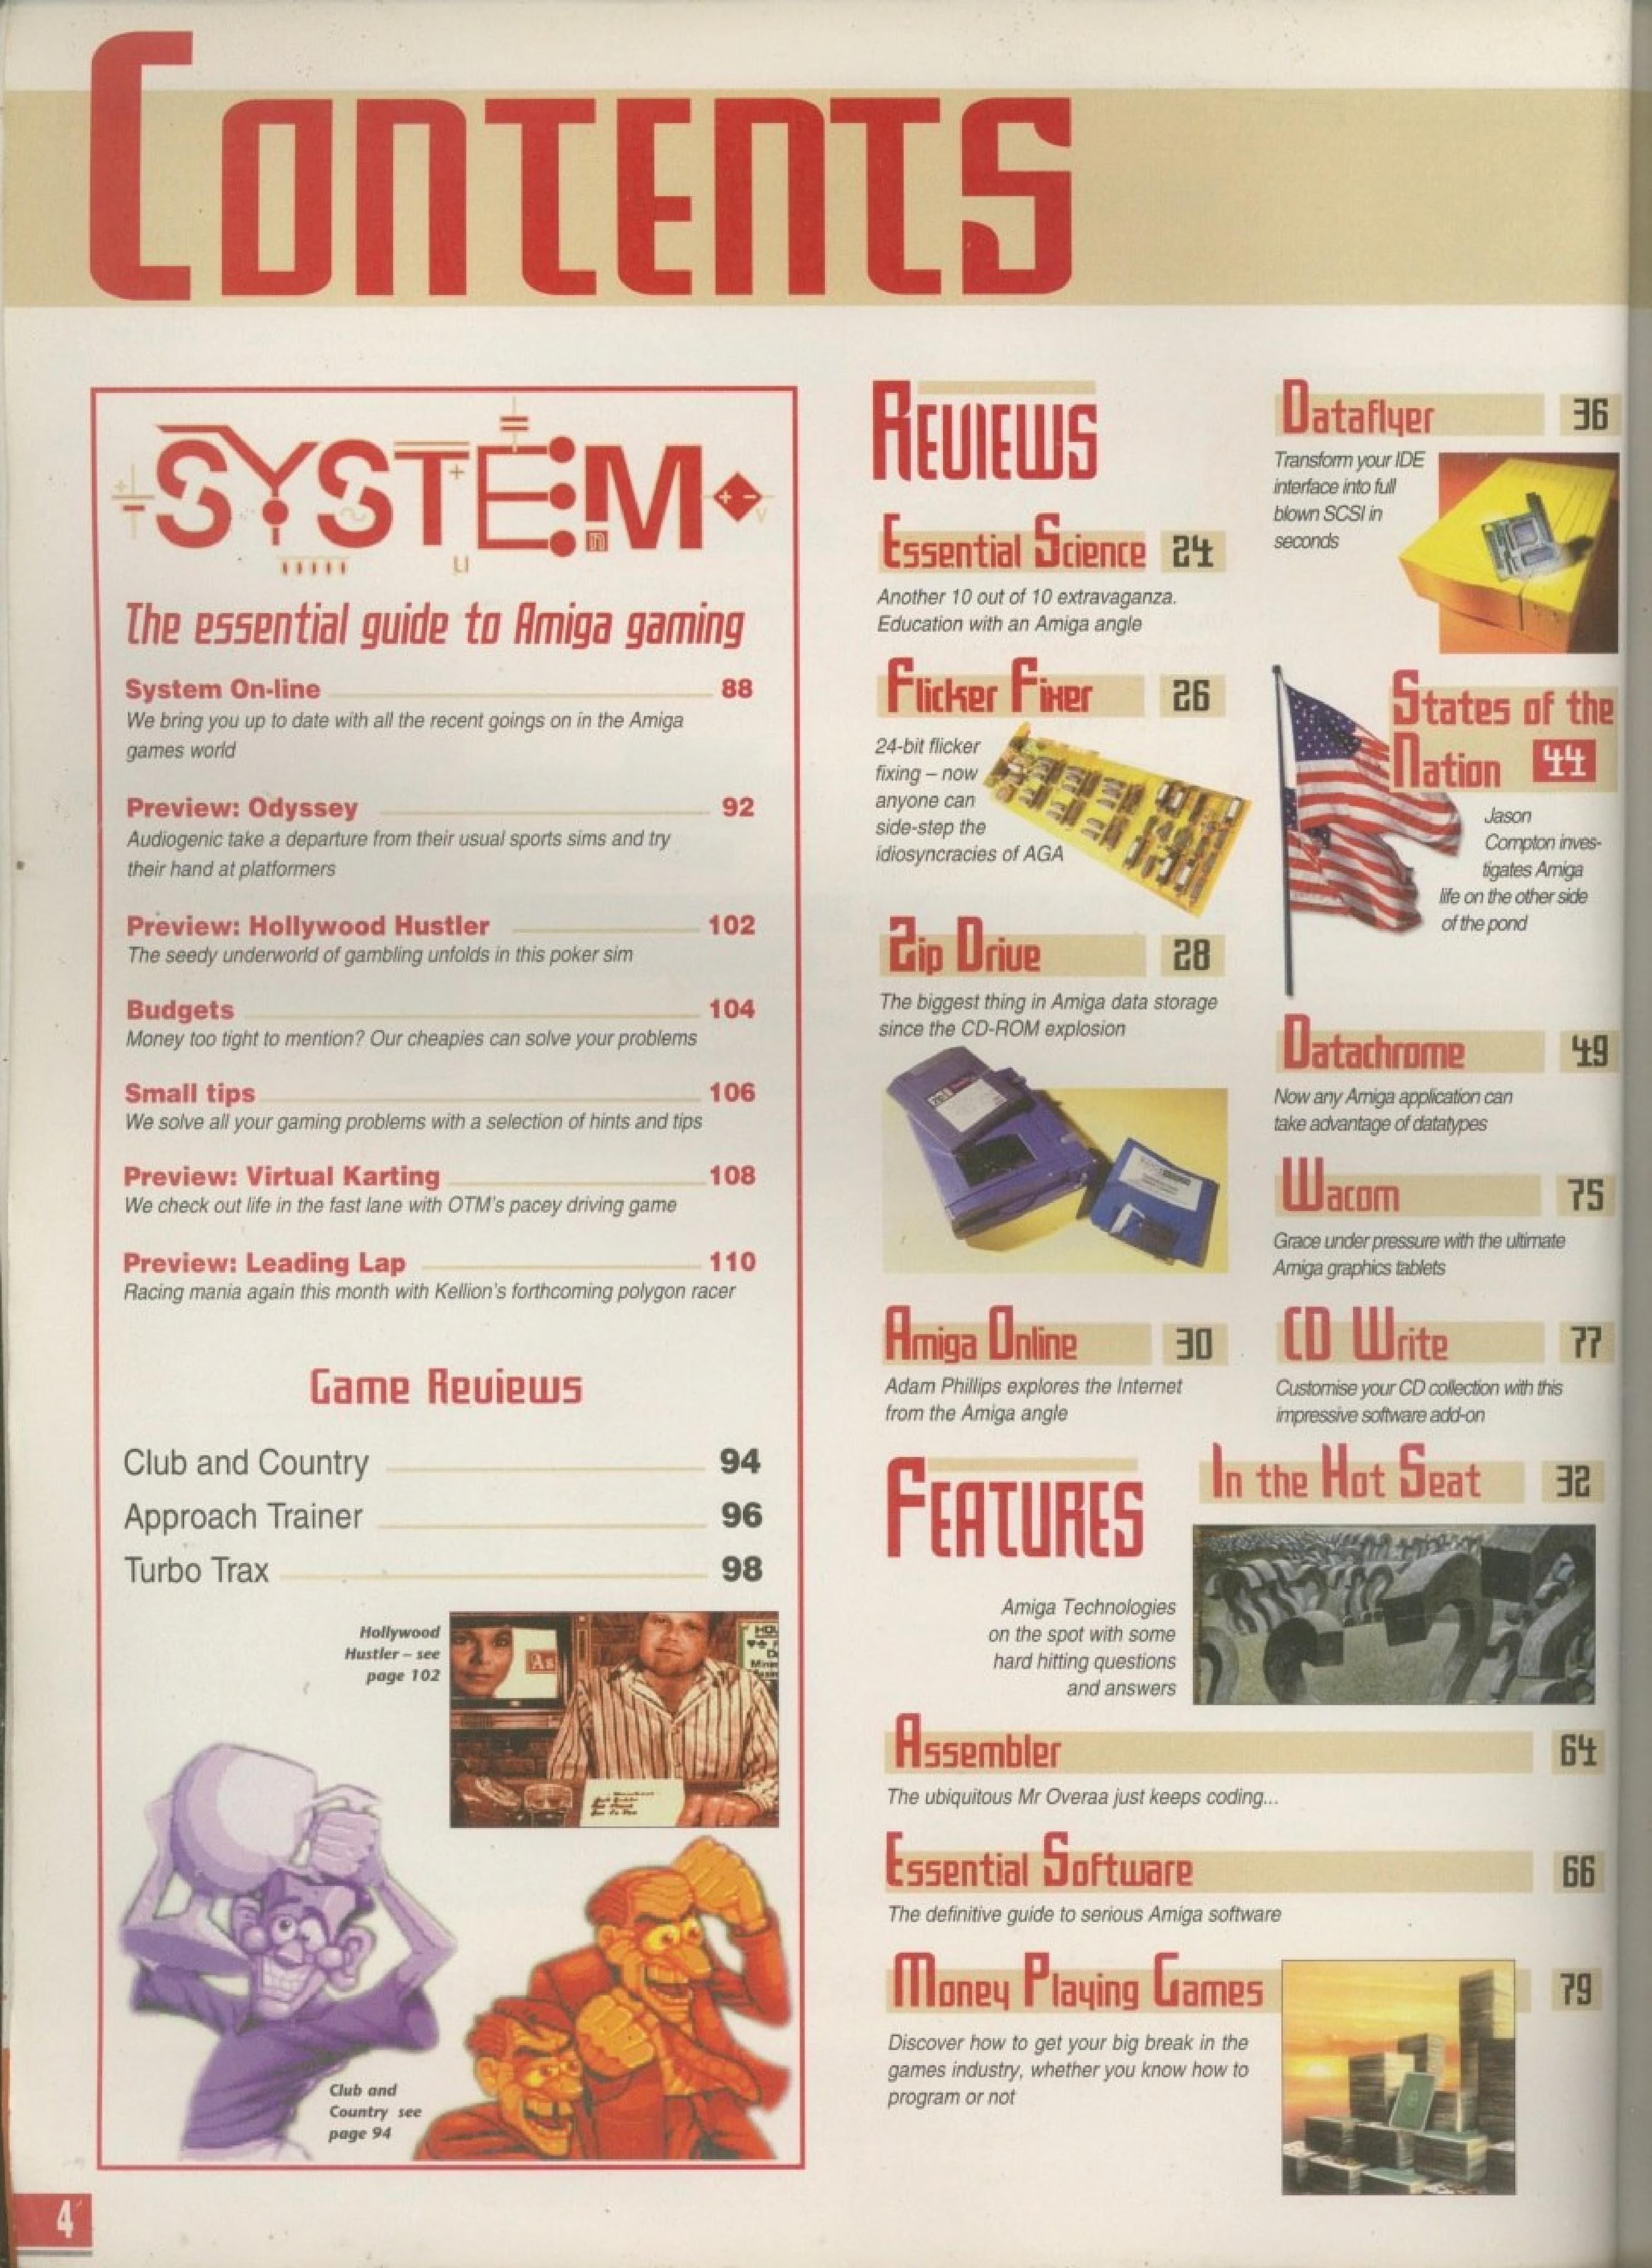 Contents
SYSTEM
The essential guide to Amiga gaming
System On-line 88
We bring you up to date with all the recent goings on in the Amiga
games world
Preview: Odyssey 92
Audiogenic take a departure from their usual sports sims and try
their hand at platformers
Preview: Hollywood Hustler 102
The seedy underworld of gambling unfolds in this poker sim
Budgets 104
Money too tight to mention? Our cheapies can solve your problems
Small tips 106
We solve all your gaming problems with a selection of hints and tips
Preview: Virtual Karting 108
We check out life in the fast lane with OTM's pacey driving game
Preview: Leading Lap 110
Racing mania again this month with Kellion's forthcoming polygon racer
Game Reviews
Club and Country 94
Approach Trainer 96
Turbo Trax 98
Hollywood
Hustler – see
page 102
As
Club and
Country see
page 94
REVIEWS
Essential Science 24
Another 10 out of 10 extravaganza.
Education with an Amiga angle
Flicker Fixer 26
24-bit flicker
fixing – now
anyone can
side-step the
idiosyncracies of AGA
Zip Drive 28
The biggest thing in Amiga data storage
since the CD-ROM explosion
Amiga Online 30
Adam Phillips explores the Internet
from the Amiga angle
Dataflyer 36
Transform your IDE
interface into full
blown SCSI in
seconds
States of the
Nation 44
Jason
Compton inves-
tigates Amiga
life on the other side
of the pond
Datachrome 49
Now any Amiga application can
take advantage of datatypes
Wacom 75
Grace under pressure with the ultimate
Amiga graphics tablets
CD Write 77
Customise your CD collection with this
impressive software add-on
FEATURES
In the Hot Seat 32
Amiga Technologies
on the spot with some
hard hitting questions
and answers
Assembler 64
The ubiquitous Mr Overaa just keeps coding...
Essential Software 66
The definitive guide to serious Amiga software
Money Playing Games 79
Discover how to get your big break in the
games industry, whether you know how to
program or not
4